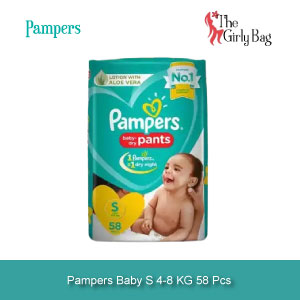 Pampers
The
Girly Bag
LOTION WITH
ALOE VERA
No.1
Pampers
baby-dry
pants
S
58
Pampers Baby S 4-8 KG 58 Pcs